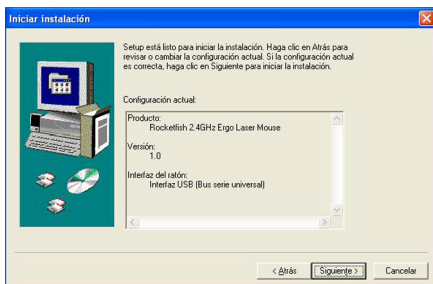 Iniciar instalación
Setup está listo para iniciar la instalación. Haga clic en Atrás para
revisar o cambiar la configuración actual. Si la configuración actual
es correcta, haga clic en Siguiente para iniciar la instalación.
Configuración actual:
Producto:
Rocketfish 2.4GHz Ergo Laser Mouse
Versión:
1.0
Interfaz del ratón:
Interfaz USB (Bus serie universal)
< Atrás
Siguiente >
Cancelar